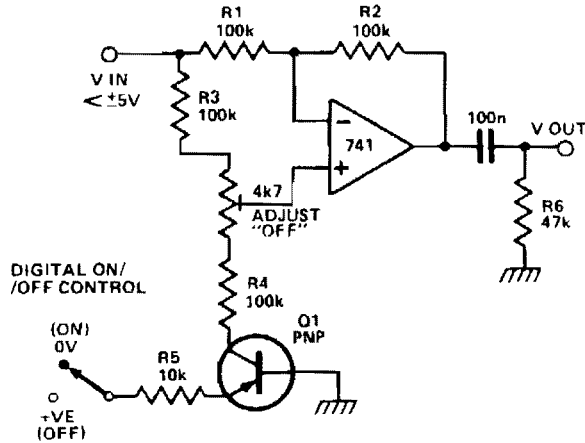 R1
100k
R2
100k
V IN
< ±5V
R3
100k
−
741
+
100n
V OUT
4k7
ADJUST
"OFF"
R6
47k
R4
100k
DIGITAL ON/
/OFF CONTROL
Q1
PNP
(ON)
0V
R5
10k
+VE
(OFF)